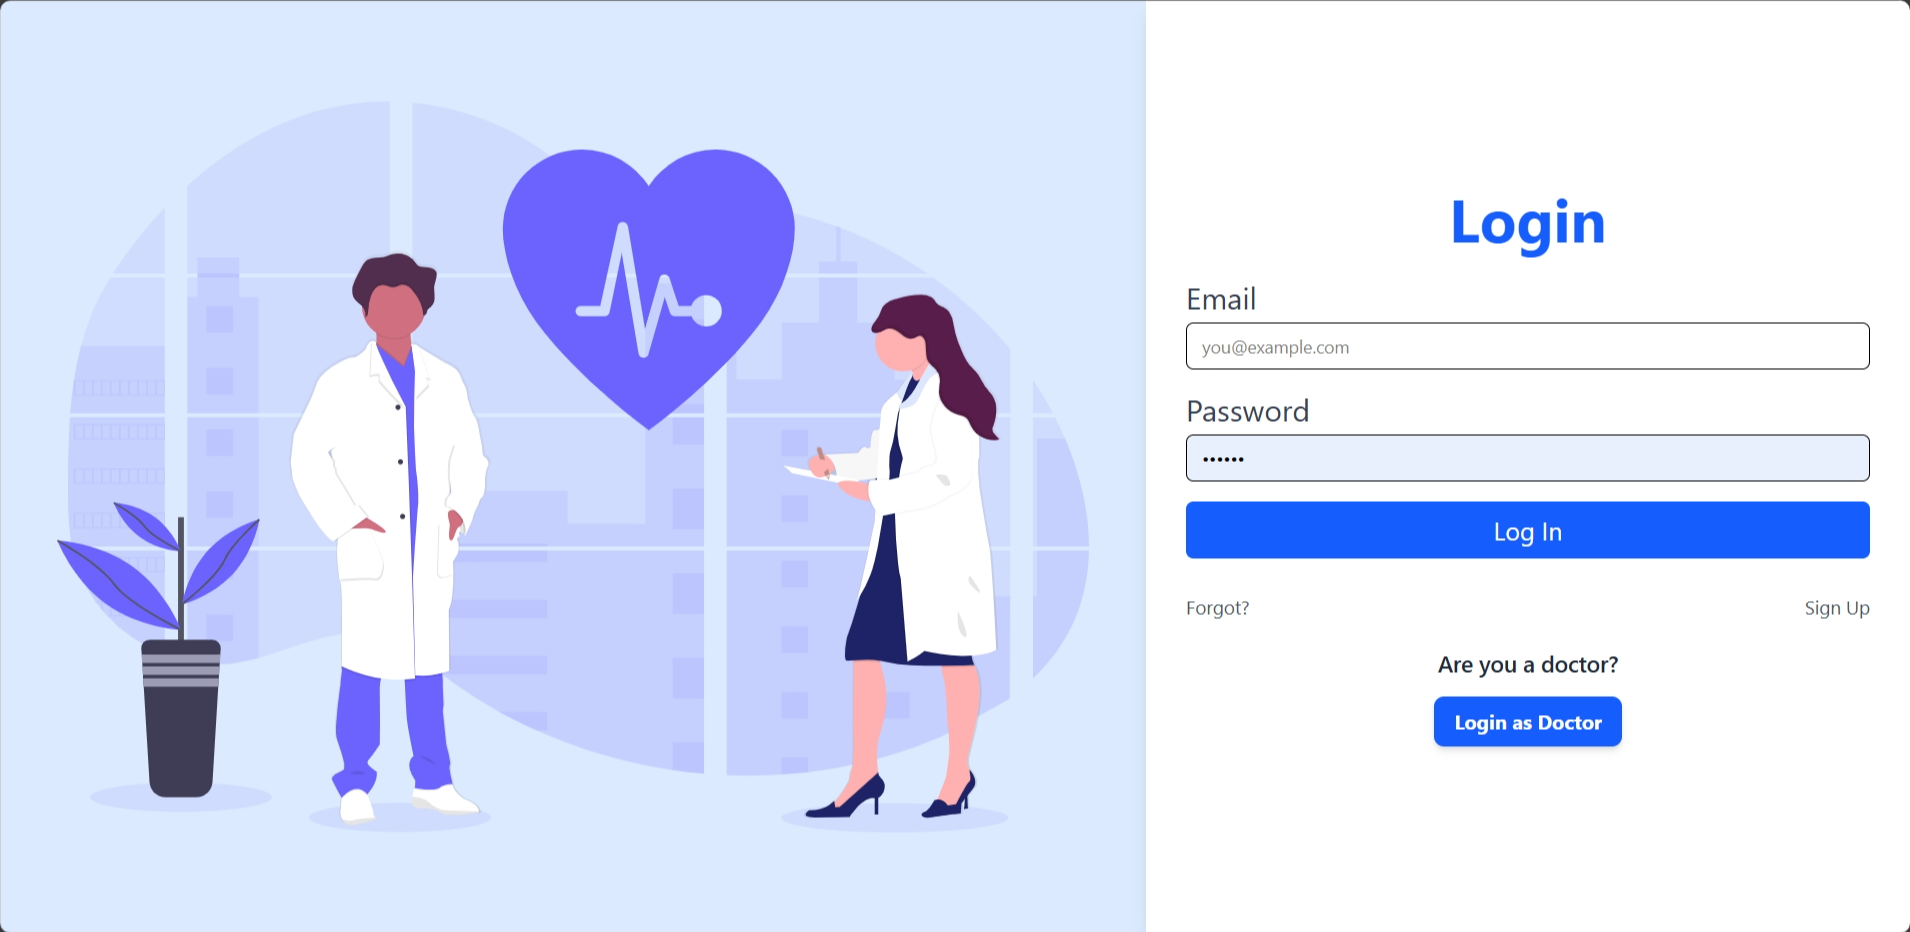 Login
Email
you@example.com
Password
••••••
Log In
Forgot? Sign Up
Are you a doctor?
Login as Doctor